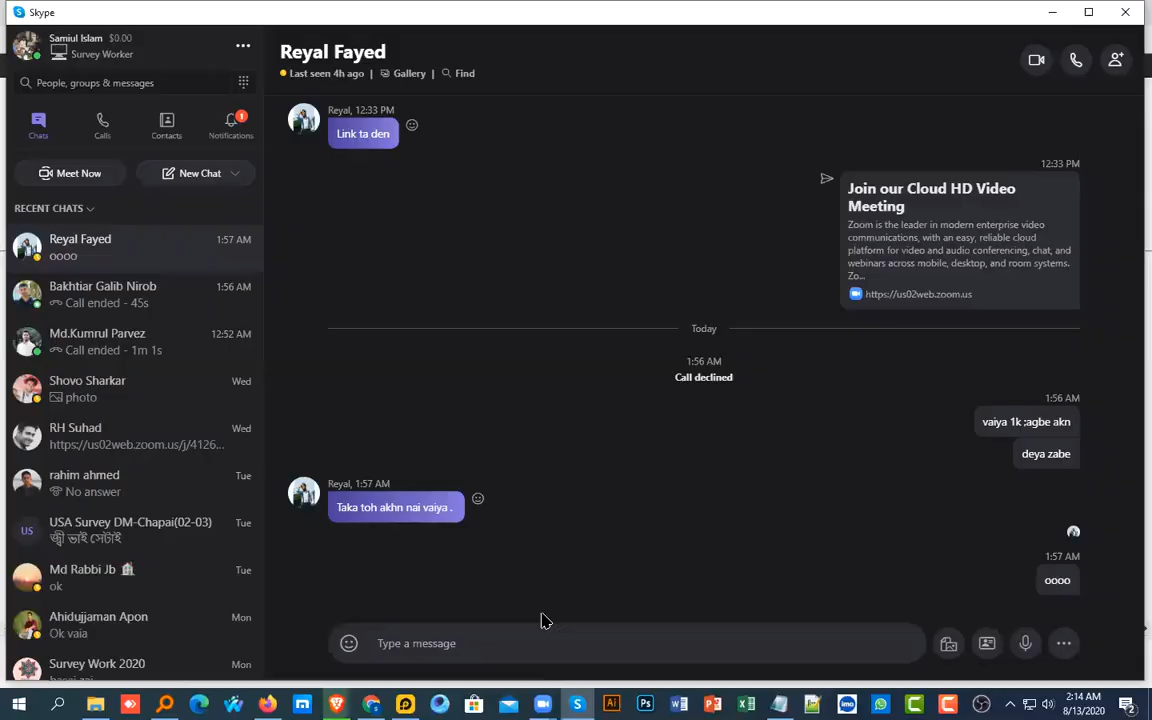 Skype
Samiul Islam $0.00
Survey Worker
People, groups & messages
Chats
Calls
Contacts
Notifications
1
Meet Now
New Chat
RECENT CHATS
Reyal Fayed 1:57 AM
oooo
Bakhtiar Galib Nirob 1:56 AM
Call ended - 45s
Md.Kumrul Parvez 12:52 AM
Call ended - 1m 1s
Shovo Sharkar Wed
photo
RH Suhad Wed
https://us02web.zoom.us/j/4126...
rahim ahmed Tue
No answer
US
USA Survey DM-Chapai(02-03) Tue
জ্বী ভাই সেটাই
Md Rabbi Jb Tue
ok
Ahidujjaman Apon Mon
Ok vaia
Survey Work 2020 Mon
Reyal Fayed
Last seen 4h ago | Gallery | Find
Reyal, 12:33 PM
Link ta den
12:33 PM
Join our Cloud HD Video
Meeting
Zoom is the leader in modern enterprise video
communications, with an easy, reliable cloud
platform for video and audio conferencing, chat, and
webinars across mobile, desktop, and room systems.
Zo...
https://us02web.zoom.us
Today
1:56 AM
Call declined
1:56 AM
vaiya 1k ;agbe akn
deya zabe
Reyal, 1:57 AM
Taka toh akhn nai vaiya .
1:57 AM
oooo
Type a message
2:14 AM
8/13/2020
2